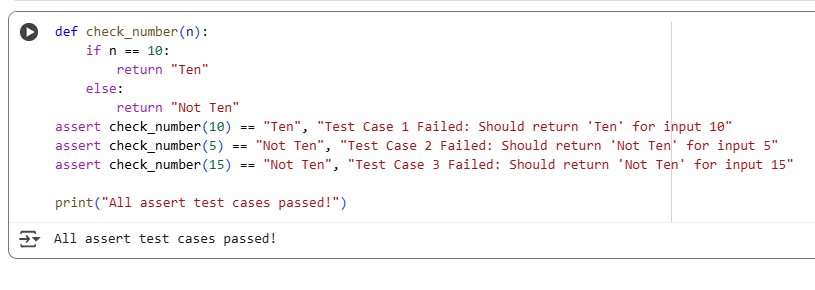 def check_number(n):
    if n == 10:
        return "Ten"
    else:
        return "Not Ten"
assert check_number(10) == "Ten", "Test Case 1 Failed: Should return 'Ten' for input 10"
assert check_number(5) == "Not Ten", "Test Case 2 Failed: Should return 'Not Ten' for input 5"
assert check_number(15) == "Not Ten", "Test Case 3 Failed: Should return 'Not Ten' for input 15"
print("All assert test cases passed!")
All assert test cases passed!